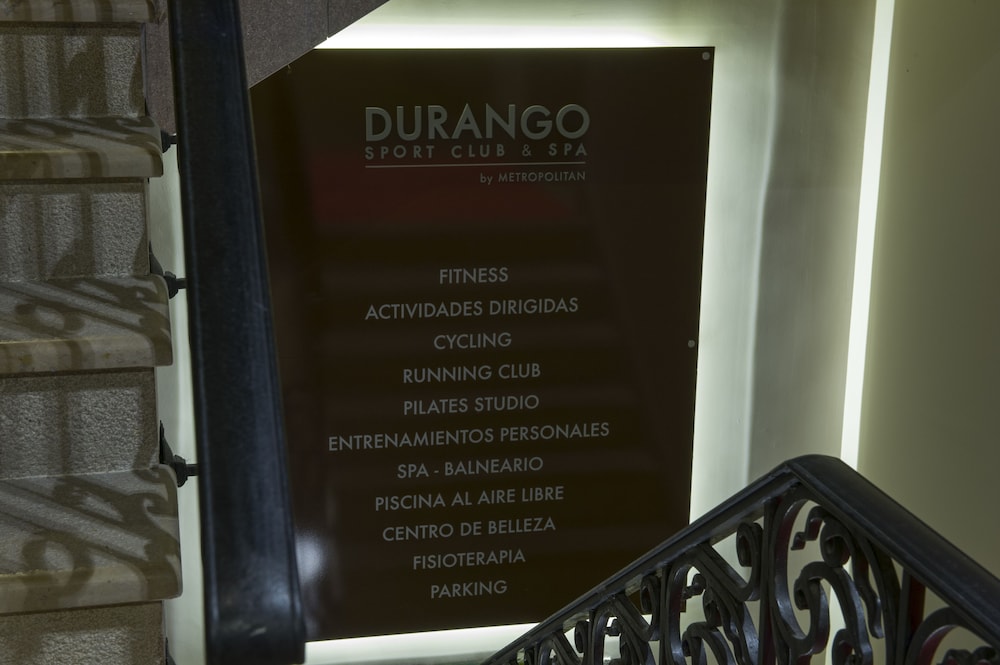 DURANGO
SPORT CLUB & SPA
by METROPOLITAN
FITNESS
ACTIVIDADES DIRIGIDAS
CYCLING
RUNNING CLUB
PILATES STUDIO
ENTRENAMIENTOS PERSONALES
SPA - BALNEARIO
PISCINA AL AIRE LIBRE
CENTRO DE BELLEZA
FISIOTERAPIA
PARKING